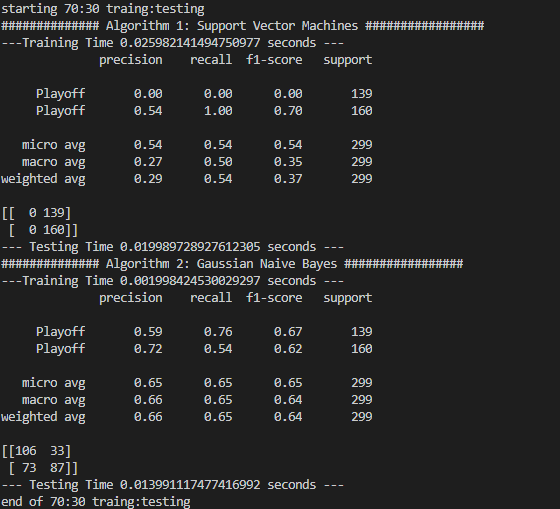 starting 70:30 traing:testing
############## Algorithm 1: Support Vector Machines #################
---Training Time 0.025982141494750977 seconds ---
              precision    recall  f1-score   support

     Playoff       0.00      0.00      0.00       139
     Playoff       0.54      1.00      0.70       160

   micro avg       0.54      0.54      0.54       299
   macro avg       0.27      0.50      0.35       299
weighted avg       0.29      0.54      0.37       299

[[  0 139]
 [  0 160]]
--- Testing Time 0.019989728927612305 seconds ---
############## Algorithm 2: Gaussian Naive Bayes #################
---Training Time 0.001998424530029297 seconds ---
              precision    recall  f1-score   support

     Playoff       0.59      0.76      0.67       139
     Playoff       0.72      0.54      0.62       160

   micro avg       0.65      0.65      0.65       299
   macro avg       0.66      0.65      0.64       299
weighted avg       0.66      0.65      0.64       299

[[106  33]
 [ 73  87]]
--- Testing Time 0.013991117477416992 seconds ---
end of 70:30 traing:testing